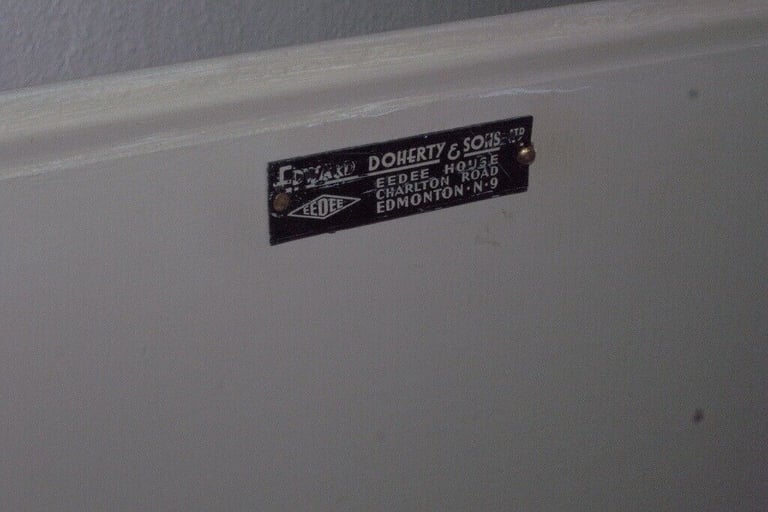 EDWARD DOHERTY & SONS LTD
EEDEE HOUSE
CHARLTON ROAD
EDMONTON·N·9
EEDEE